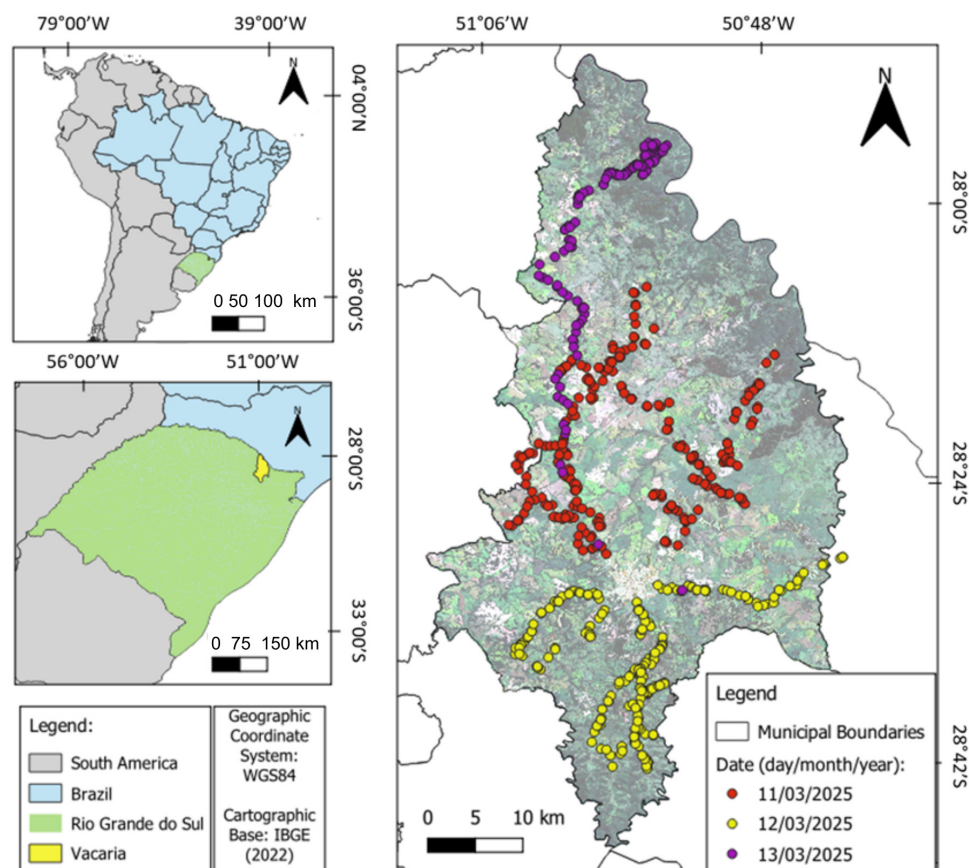 79°00'W 39°00'W
N
04°00'N
36°00'S
0 50 100 km
56°00'W 51°00'W
N
28°00'S
33°00'S
0 75 150 km
Legend:
South America
Brazil
Rio Grande do Sul
Vacaria
Geographic
Coordinate
System:
WGS84
Cartographic
Base: IBGE
(2022)
51°06'W 50°48'W
N
28°00'S
28°24'S
28°42'S
0 5 10 km
Legend
Municipal Boundaries
Date (day/month/year):
11/03/2025
12/03/2025
13/03/2025